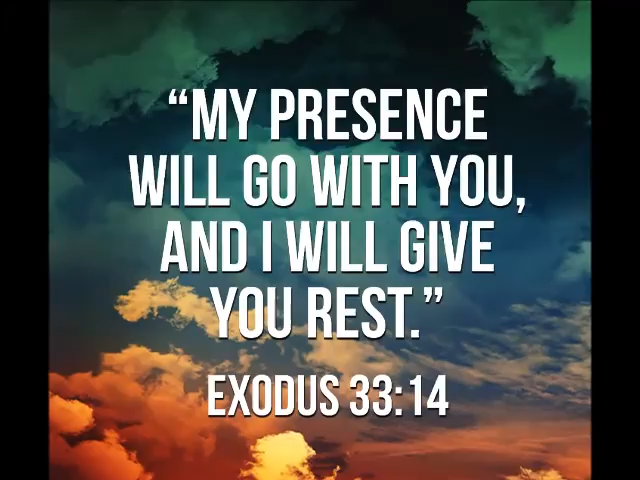 “MY PRESENCE
WILL GO WITH YOU,
AND I WILL GIVE
YOU REST.”
EXODUS 33:14